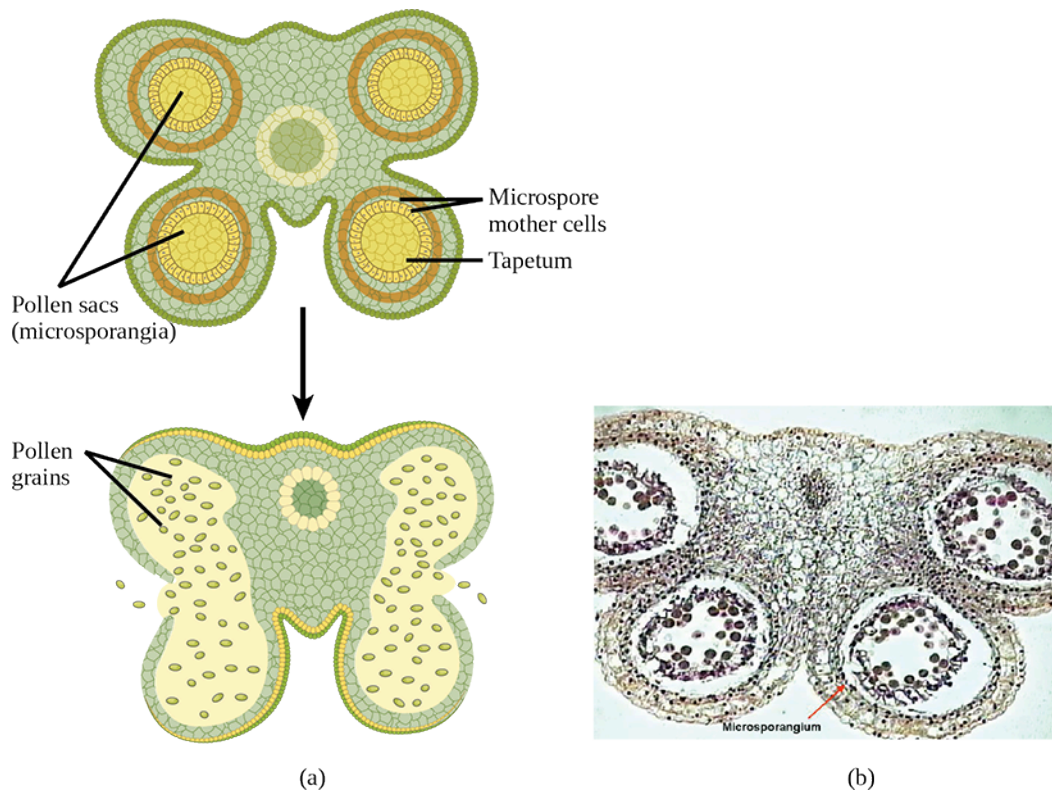 Microspore
mother cells
Tapetum
Pollen sacs
(microsporangia)
Pollen
grains
Microsporangium
(a)
(b)